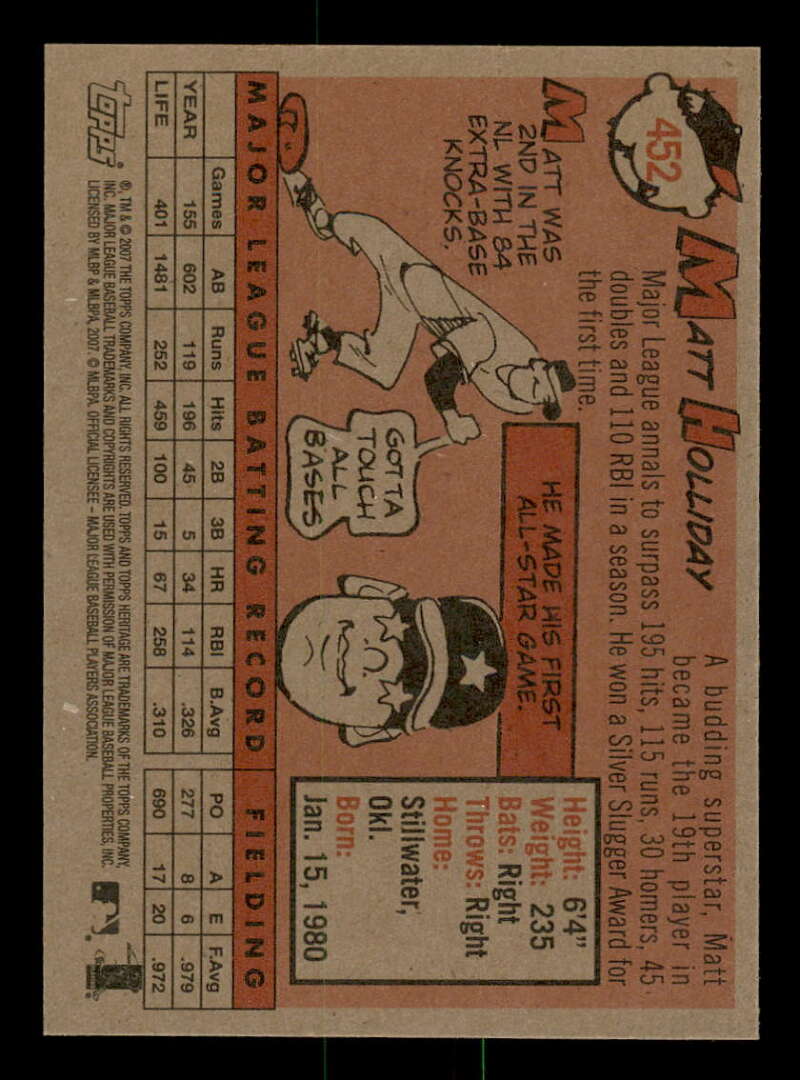 452
MATT HOLLIDAY
A budding superstar, Matt
became the 19th player in
Major League annals to surpass 195 hits, 115 runs, 30 homers, 45
doubles and 110 RBI in a season. He won a Silver Slugger Award for
the first time.
MATT WAS
2ND IN THE
NL WITH 84
EXTRA-BASE
KNOCKS.
GOTTA
TOUCH
ALL
BASES
HE MADE HIS FIRST
ALL-STAR GAME.
Height: 6'4"
Weight: 235
Bats: Right
Throws: Right
Home:
Stillwater,
Okl.
Born:
Jan. 15, 1980
MAJOR LEAGUE BATTING RECORD FIELDING
Games AB Runs Hits 2B 3B HR RBI B.Avg PO A E F.Avg
YEAR 155 602 119 196 45 5 34 114 .326 277 8 6 .979
LIFE 401 1481 252 459 100 15 67 258 .310 690 17 20 .972
topps
®, TM & © 2007 THE TOPPS COMPANY, INC. ALL RIGHTS RESERVED. TOPPS AND TOPPS HERITAGE ARE TRADEMARKS OF THE TOPPS COMPANY,
INC. MAJOR LEAGUE BASEBALL TRADEMARKS AND COPYRIGHTS ARE USED WITH PERMISSION OF MAJOR LEAGUE BASEBALL PROPERTIES, INC.
LICENSED BY MLBP & MLBPA, 2007. © MLBPA. OFFICIAL LICENSEE – MAJOR LEAGUE BASEBALL PLAYERS ASSOCIATION.